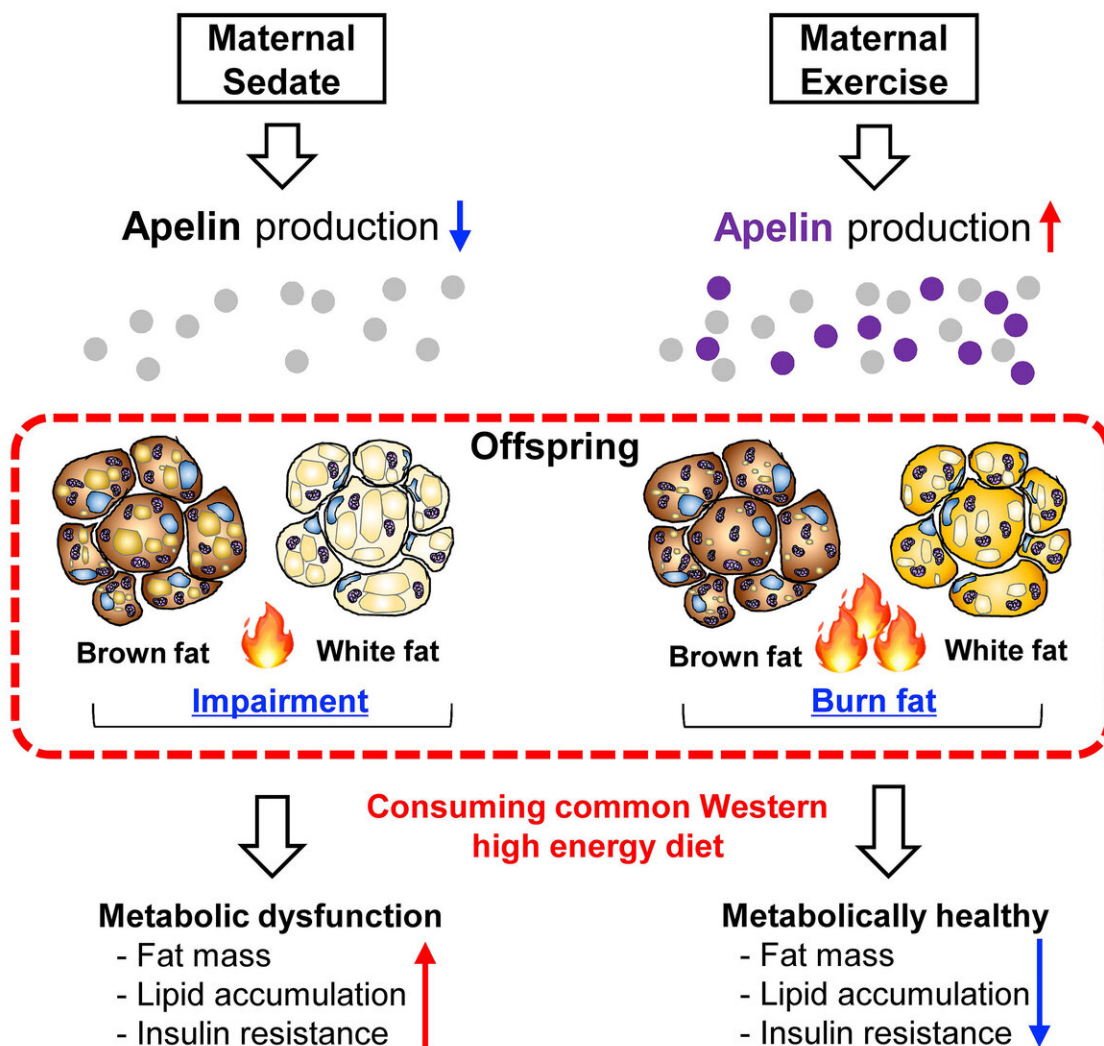 Maternal
Sedate
Maternal
Exercise
Apelin production
Apelin production
Offspring
Brown fat
White fat
Brown fat
White fat
Impairment
Burn fat
Consuming common Western
high energy diet
Metabolic dysfunction
- Fat mass
- Lipid accumulation
- Insulin resistance
Metabolically healthy
- Fat mass
- Lipid accumulation
- Insulin resistance